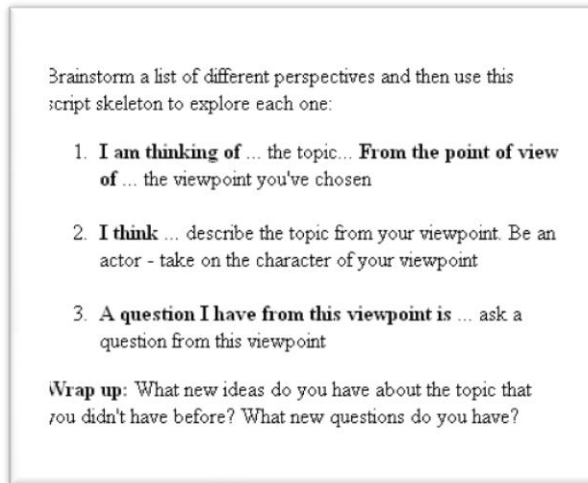 Brainstorm a list of different perspectives and then use this
script skeleton to explore each one:
1. I am thinking of ... the topic... From the point of view
of ... the viewpoint you've chosen
2. I think ... describe the topic from your viewpoint. Be an
actor - take on the character of your viewpoint
3. A question I have from this viewpoint is ... ask a
question from this viewpoint
Wrap up: What new ideas do you have about the topic that
you didn't have before? What new questions do you have?